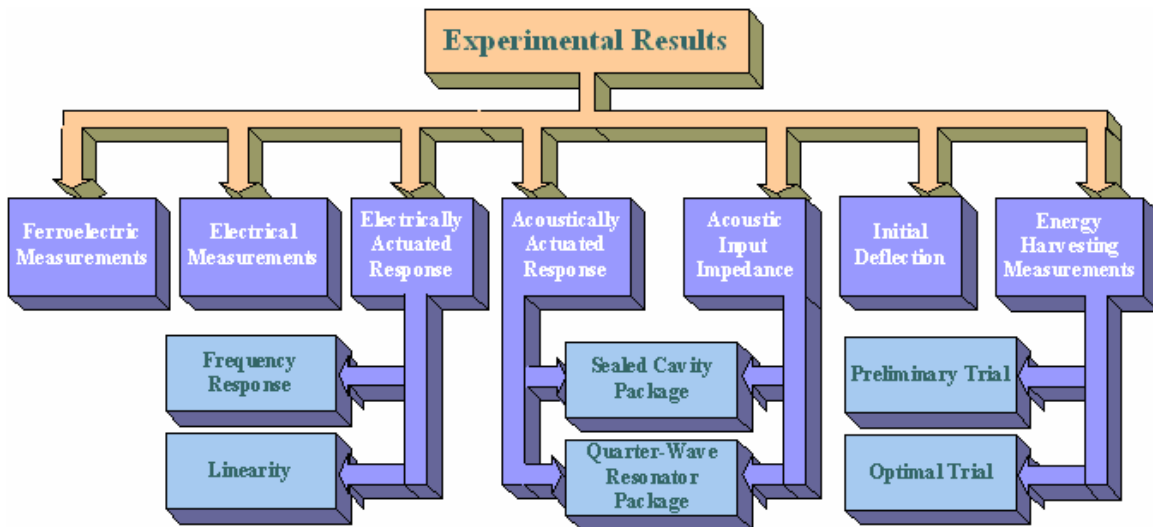 Experimental Results
Ferroelectric
Measurements
Electrical
Measurements
Electrically
Actuated
Response
Acoustically
Actuated
Response
Acoustic
Input
Impedance
Initial
Deflection
Energy
Harvesting
Measurements
Frequency
Response
Linearity
Sealed Cavity
Package
Quarter-Wave
Resonator
Package
Preliminary Trial
Optimal Trial